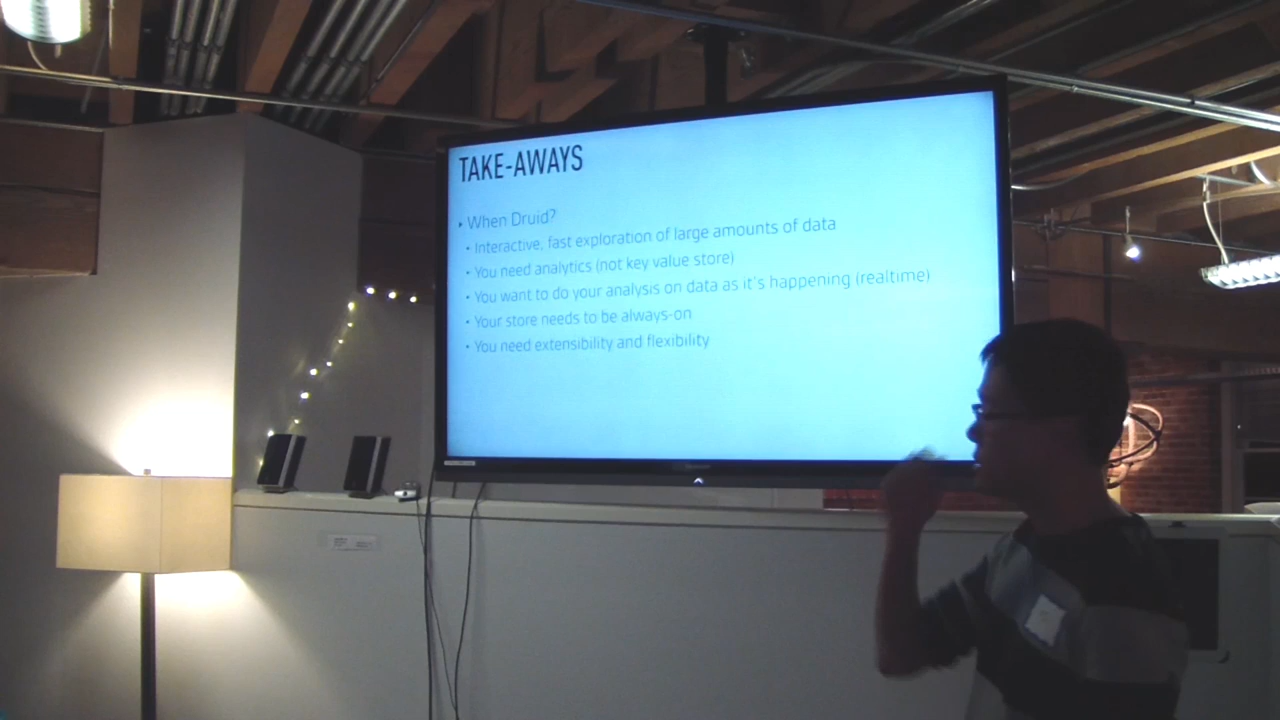 TAKE-AWAYS
‣ When Druid?
• Interactive, fast exploration of large amounts of data
• You need analytics (not key value store)
• You want to do your analysis on data as it's happening (realtime)
• Your store needs to be always-on
• You need extensibility and flexibility